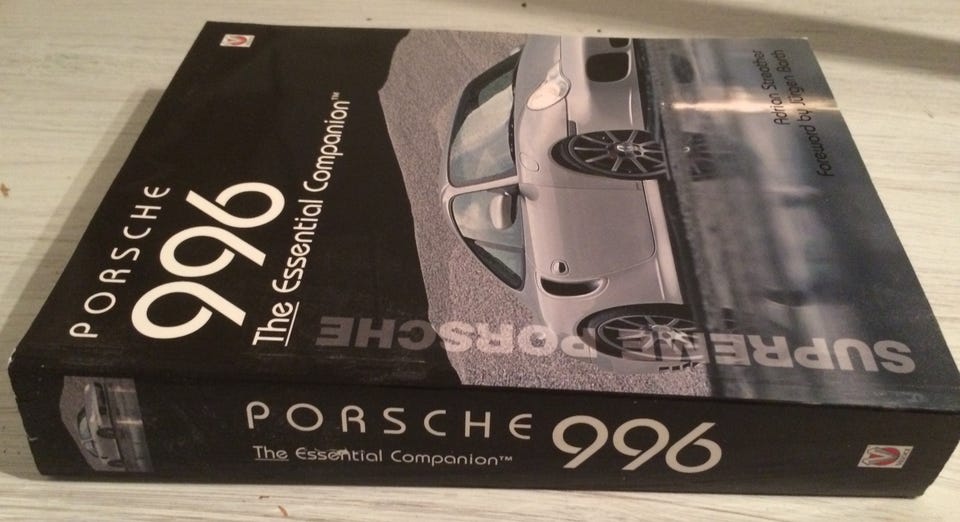 PORSCHE
996
The Essential Companion™
SUPREME PORSCHE
Adrian Streather
Foreword by Jürgen Barth
PORSCHE 996
The Essential Companion™